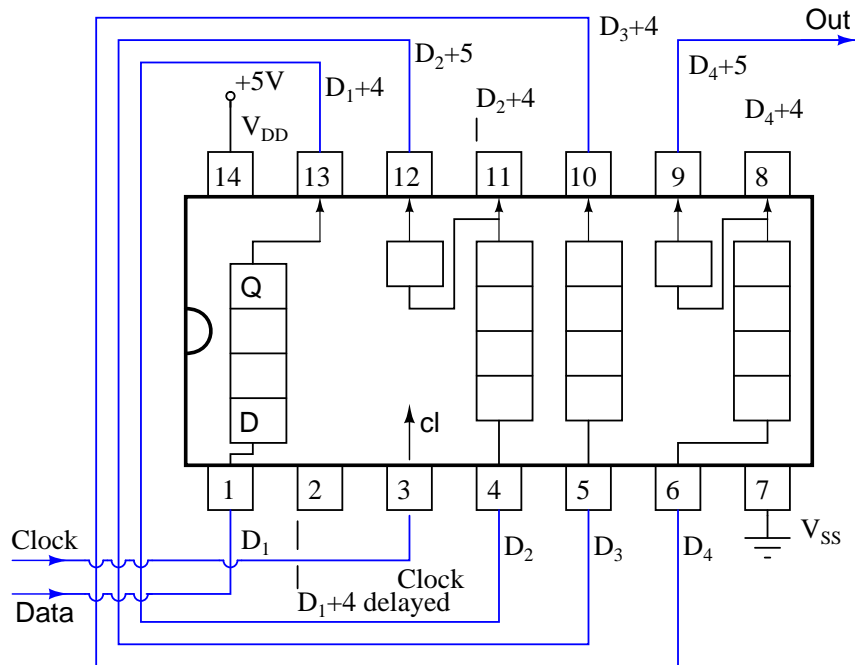 Out
D₃+4
D₂+5
D₄+5
+5V
D₁+4
D₂+4
D₄+4
V_DD
14
13
12
11
10
9
8
Q
D
cl
1
2
3
4
5
6
7
V_SS
Clock
D₁
D₂
D₃
D₄
Clock
Data
D₁+4 delayed